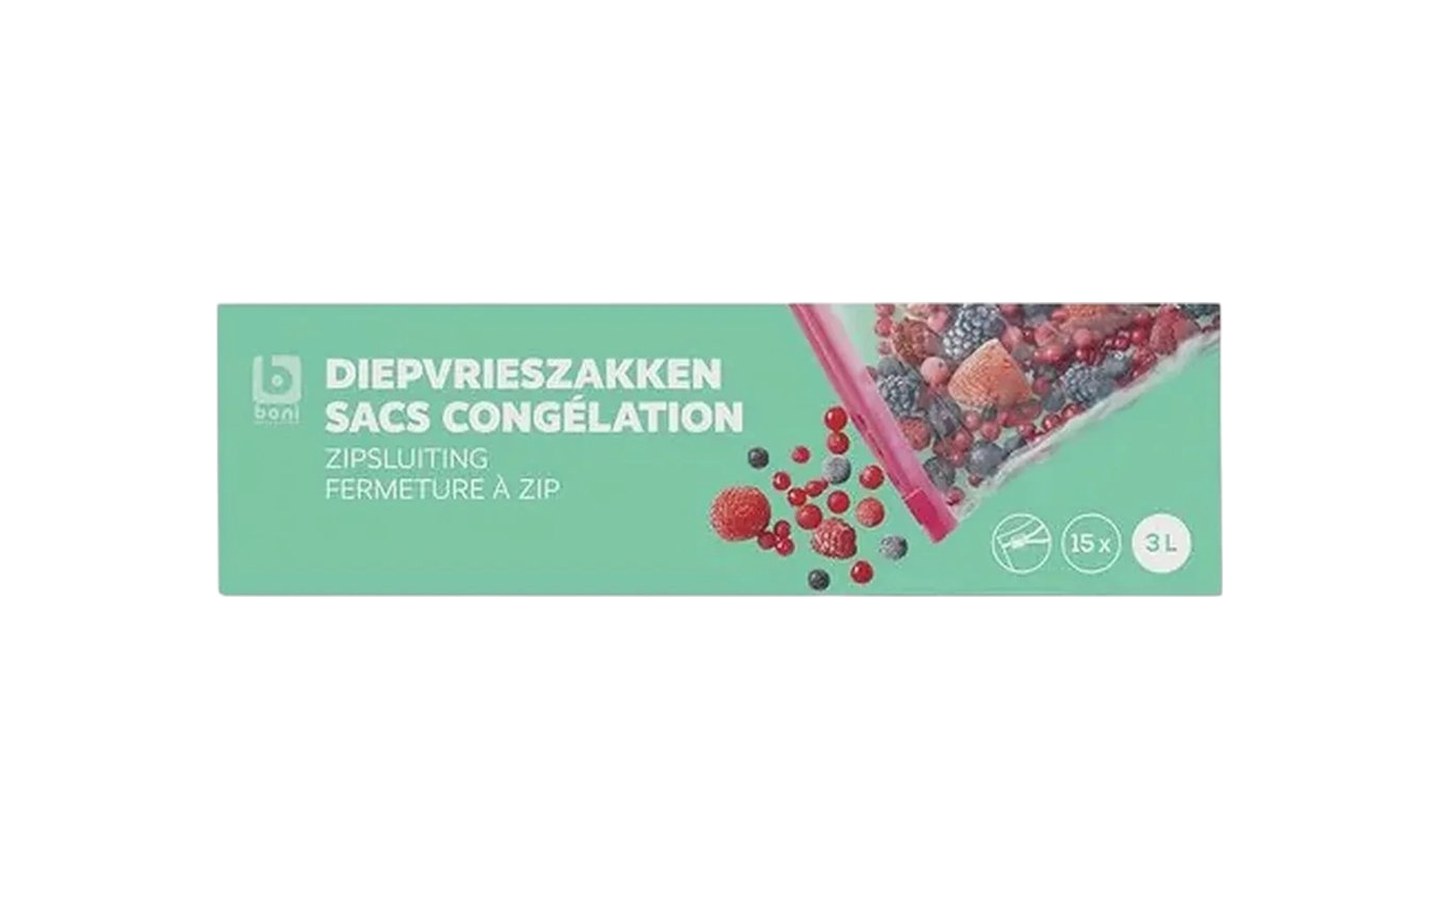 boni
DIEPVRIESZAKKEN
SACS CONGÉLATION
ZIPSLUITING
FERMETURE À ZIP
15 x
3 L